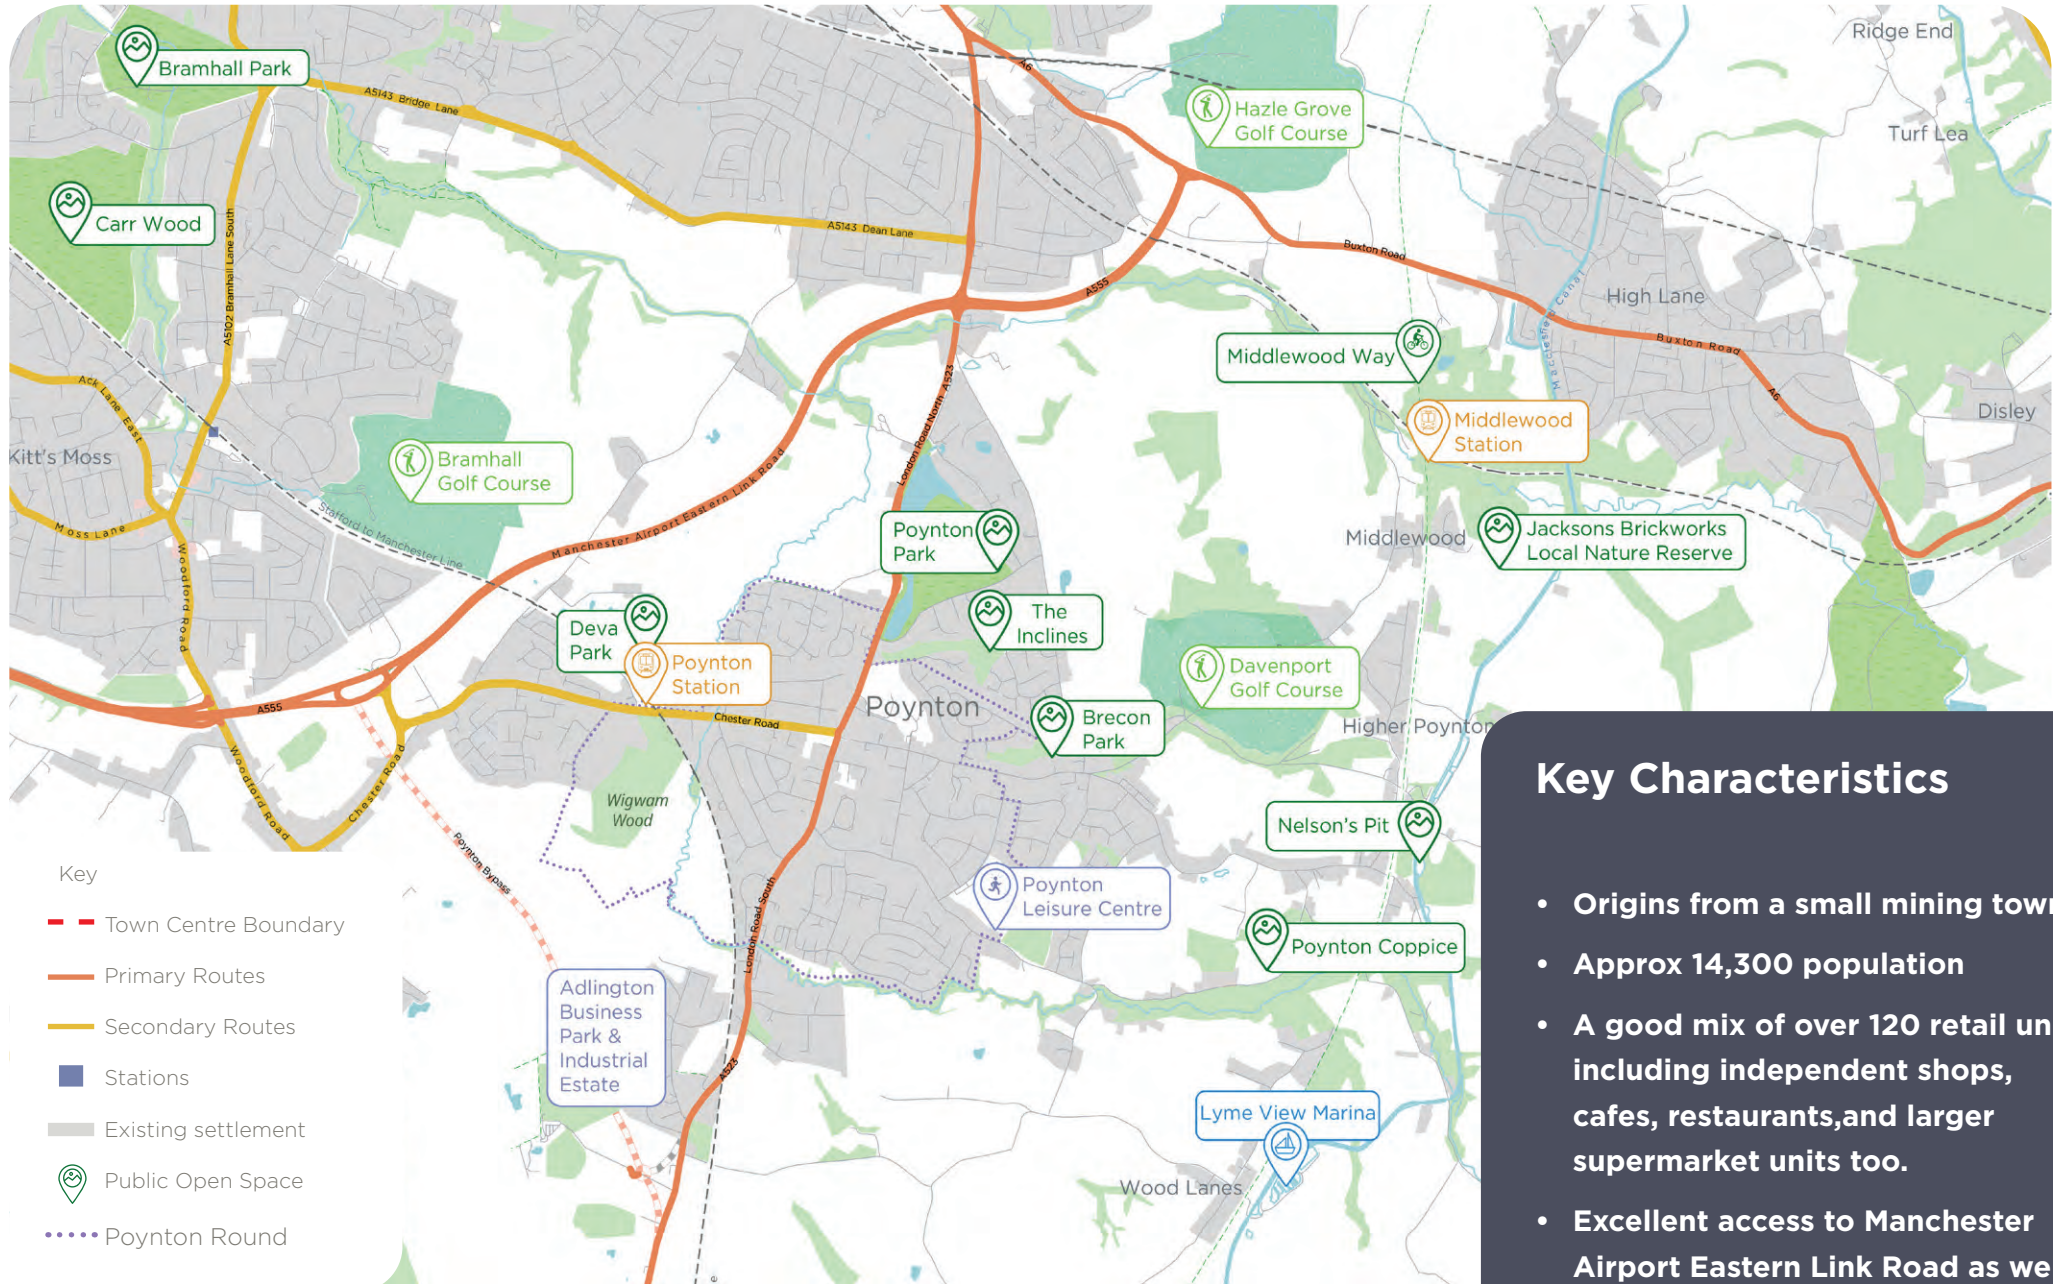 Bramhall Park
A5143 Bridge Lane
A6
Hazle Grove
Golf Course
Ridge End
Turf Lea
Carr Wood
A5102 Bramhall Lane South
A5143 Dean Lane
Buxton Road
A555
High Lane
Macclesfield Canal
Buxton Road
A6
Disley
Middlewood Way
Middlewood
Station
Ack Lane East
Kitt's Moss
Moss Lane
Woodford Road
Bramhall
Golf Course
Stafford to Manchester Line
Manchester Airport Eastern Link Road
London Road North A523
Poynton
Park
Middlewood
Jacksons Brickworks
Local Nature Reserve
Deva
Park
Poynton
Station
The
Inclines
Davenport
Golf Course
Poynton
Brecon
Park
Higher Poynton
A555
Chester Road
Woodford Road
Chester Road
Poynton Bypass
Wigwam
Wood
Nelson's Pit
Poynton
Leisure Centre
Poynton Coppice
London Road South
Adlington
Business
Park &
Industrial
Estate
A523
Lyme View Marina
Wood Lanes
Key
Town Centre Boundary
Primary Routes
Secondary Routes
Stations
Existing settlement
Public Open Space
Poynton Round
Key Characteristics
• Origins from a small mining town
• Approx 14,300 population
• A good mix of over 120 retail un
including independent shops,
cafes, restaurants,and larger
supermarket units too.
• Excellent access to Manchester
Airport Eastern Link Road as we